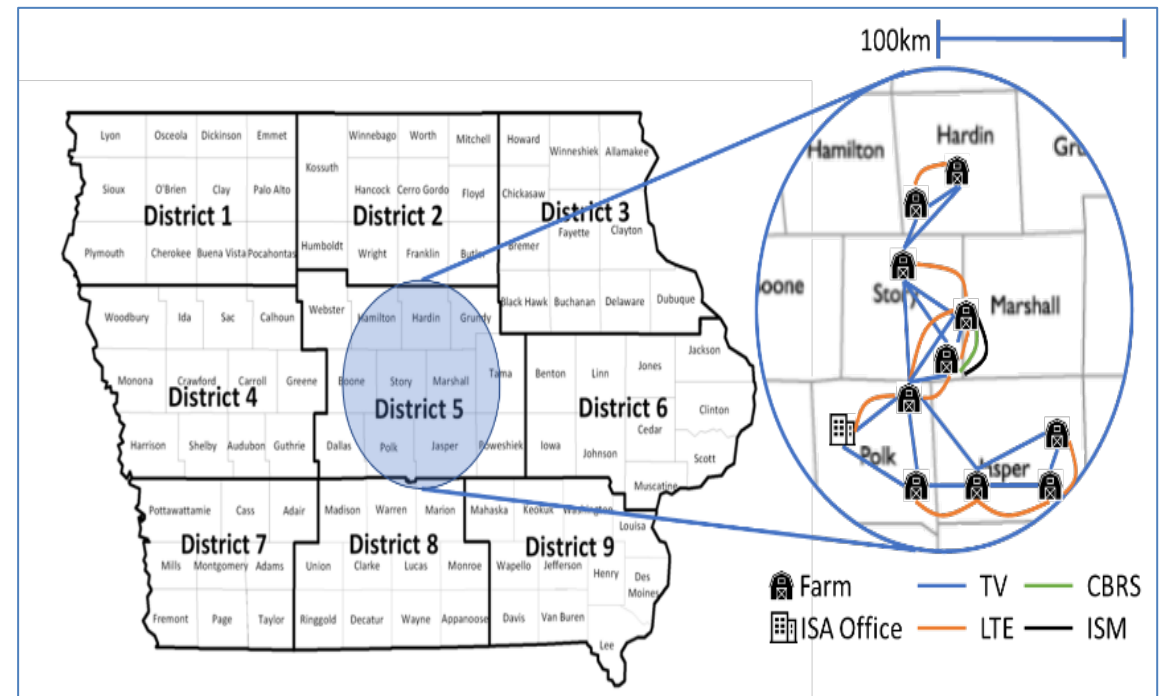 100km
Lyon Osceola Dickinson Emmet
Sioux O'Brien Clay Palo Alto
District 1
Plymouth Cherokee Buena Vista Pocahontas
Winnebago Worth Mitchell
Kossuth
Hancock Cerro Gordo Floyd
District 2
Humboldt Wright Franklin Butler
Howard Winneshiek Allamakee
Chickasaw
District 3
Fayette Clayton
Bremer
Black Hawk Buchanan Delaware Dubuque
Woodbury Ida Sac Calhoun
Monona Crawford Carroll Greene
District 4
Harrison Shelby Audubon Guthrie
Webster Hamilton Hardin Grundy
Boone Story Marshall Tama
District 5
Dallas Polk Jasper Poweshiek
Jackson
Benton Linn Jones
District 6
Clinton
Cedar
Iowa Johnson Scott
Muscatine
Pottawattamie Cass Adair
District 7
Mills Montgomery Adams
Fremont Page Taylor
Madison Warren Marion
District 8
Union Clarke Lucas Monroe
Ringgold Decatur Wayne Appanoose
Mahaska Keokuk Washington
Louisa
District 9
Wapello Jefferson Henry Des
Moines
Davis Van Buren
Lee
Hamilton Hardin Gru
oone Story Marshall
Polk Jasper
Farm TV CBRS
ISA Office LTE ISM